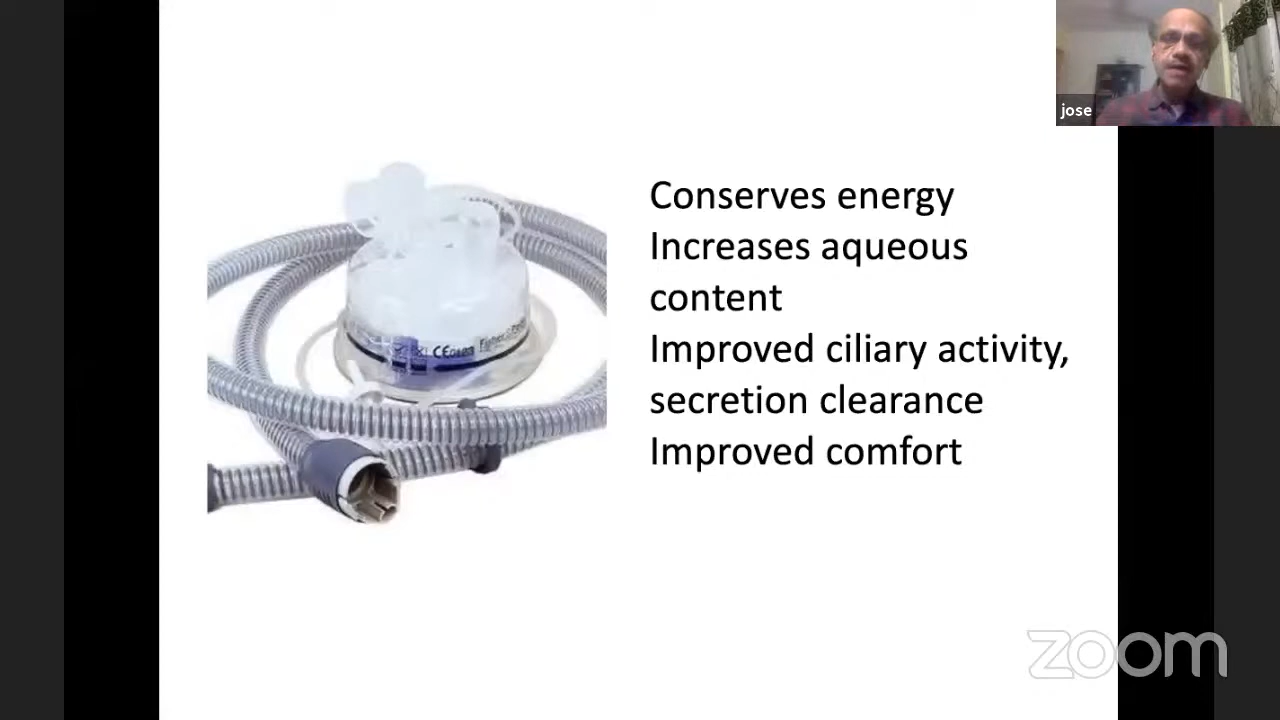 jose
Conserves energy
Increases aqueous
content
Improved ciliary activity,
secretion clearance
Improved comfort
zoom